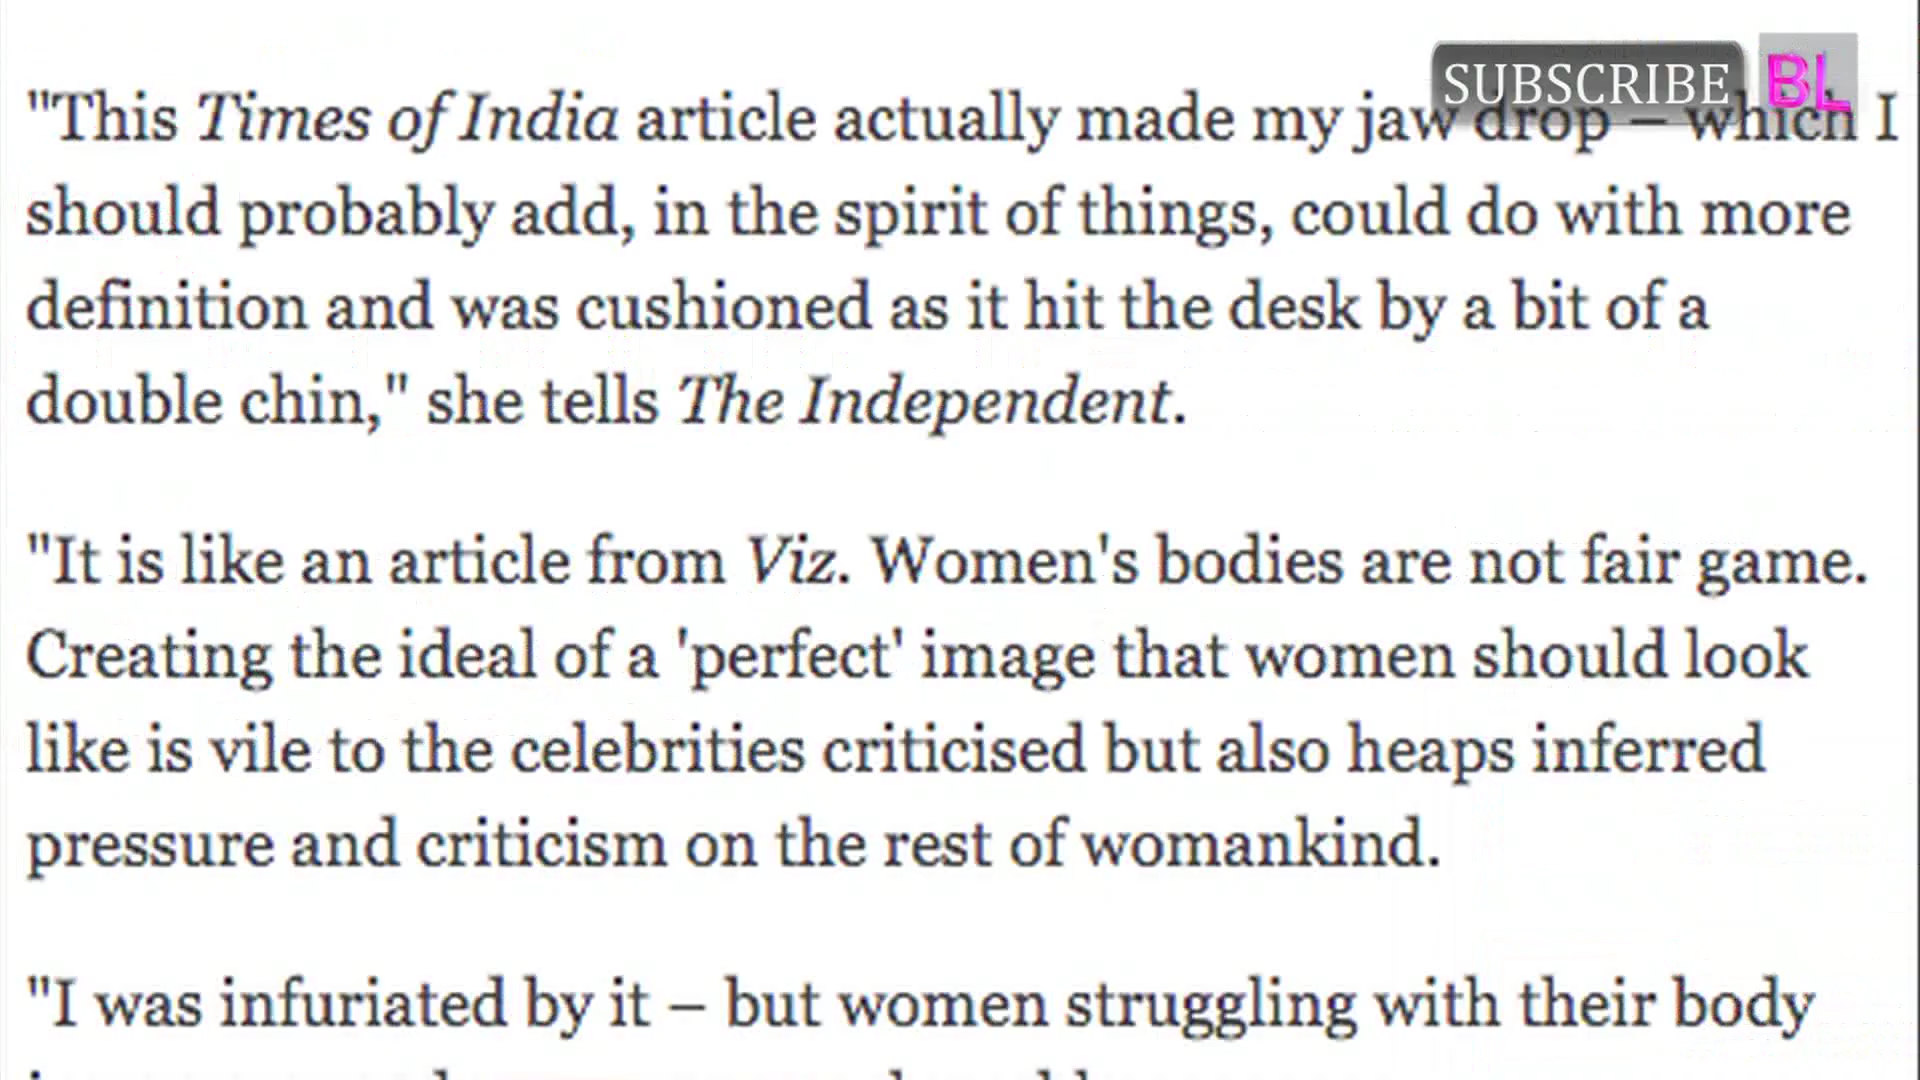 SUBSCRIBE BL
"This Times of India article actually made my jaw drop – which I
should probably add, in the spirit of things, could do with more
definition and was cushioned as it hit the desk by a bit of a
double chin," she tells The Independent.
"It is like an article from Viz. Women's bodies are not fair game.
Creating the ideal of a 'perfect' image that women should look
like is vile to the celebrities criticised but also heaps inferred
pressure and criticism on the rest of womankind.
"I was infuriated by it – but women struggling with their body